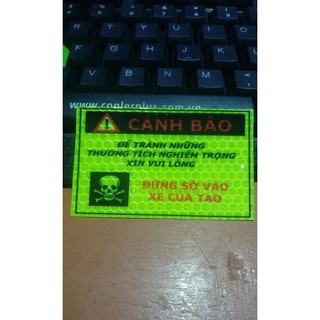 www.coolerplus.com.vn
CẢNH BÁO
ĐỂ TRÁNH NHỮNG
THƯƠNG TÍCH NGHIÊM TRỌNG
XIN VUI LÒNG
ĐỪNG SỜ VÀO
XE CỦA TAO